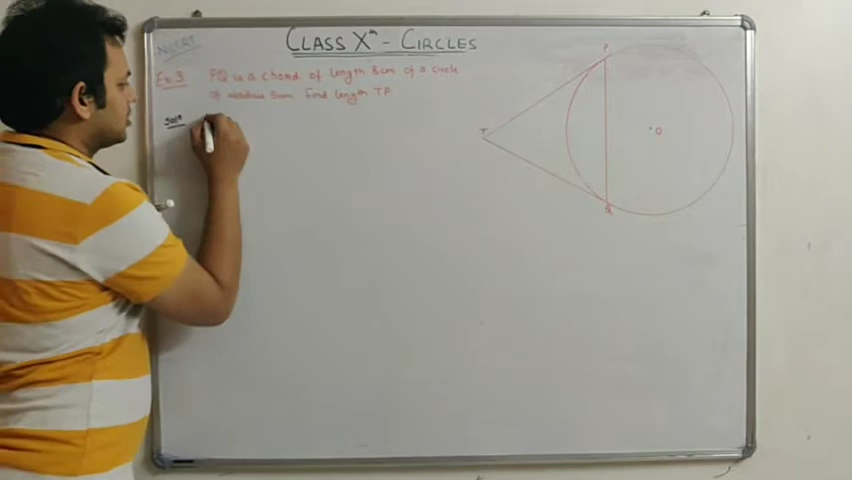 NCERT
CLASS Xth - CIRCLES
Ex 3 PQ is a chord of length 8cm of a circle
of radius 5cm find length TP
Soln
P
T
O
Q